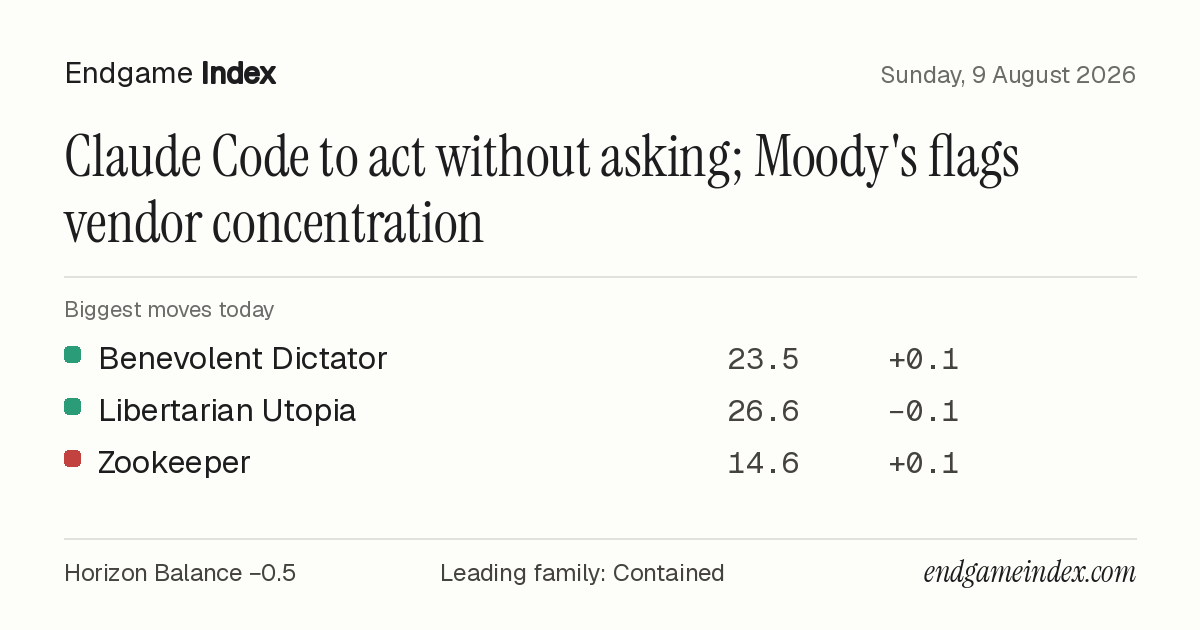 Endgame Index
Sunday, 9 August 2026
Claude Code to act without asking; Moody's flags
vendor concentration
Biggest moves today
Benevolent Dictator 23.5 +0.1
Libertarian Utopia 26.6 −0.1
Zookeeper 14.6 +0.1
Horizon Balance −0.5
Leading family: Contained
endgameindex.com